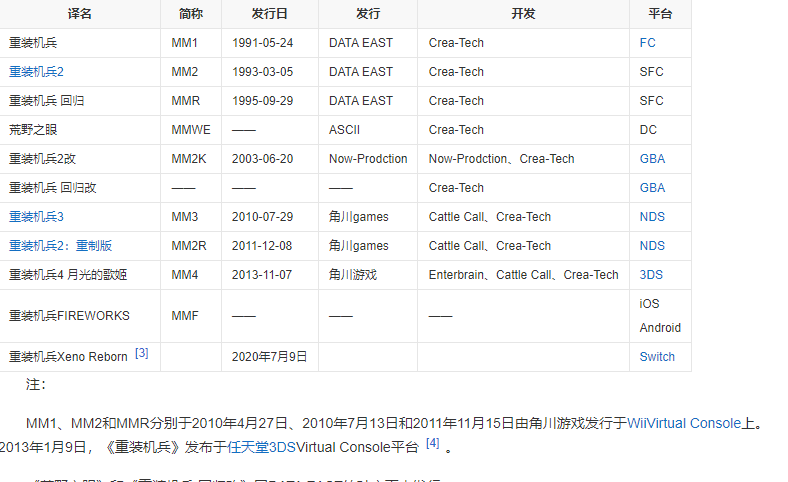 译名 简称 发行日 发行 开发 平台
重装机兵 MM1 1991-05-24 DATA EAST Crea-Tech FC
重装机兵2 MM2 1993-03-05 DATA EAST Crea-Tech SFC
重装机兵 回归 MMR 1995-09-29 DATA EAST Crea-Tech SFC
荒野之眼 MMWE —— ASCII Crea-Tech DC
重装机兵2改 MM2K 2003-06-20 Now-Prodction Now-Prodction、Crea-Tech GBA
重装机兵 回归改 —— —— —— Crea-Tech GBA
重装机兵3 MM3 2010-07-29 角川games Cattle Call、Crea-Tech NDS
重装机兵2：重制版 MM2R 2011-12-08 角川games Cattle Call、Crea-Tech NDS
重装机兵4 月光的歌姬 MM4 2013-11-07 角川游戏 Enterbrain、Cattle Call、Crea-Tech 3DS
重装机兵FIREWORKS MMF —— —— —— iOS
Android
重装机兵Xeno Reborn [3] 2020年7月9日 Switch
注：
MM1、MM2和MMR分别于2010年4月27日、2010年7月13日和2011年11月15日由角川游戏发行于WiiVirtual Console上。
2013年1月9日，《重装机兵》发布于任天堂3DSVirtual Console平台 [4] 。